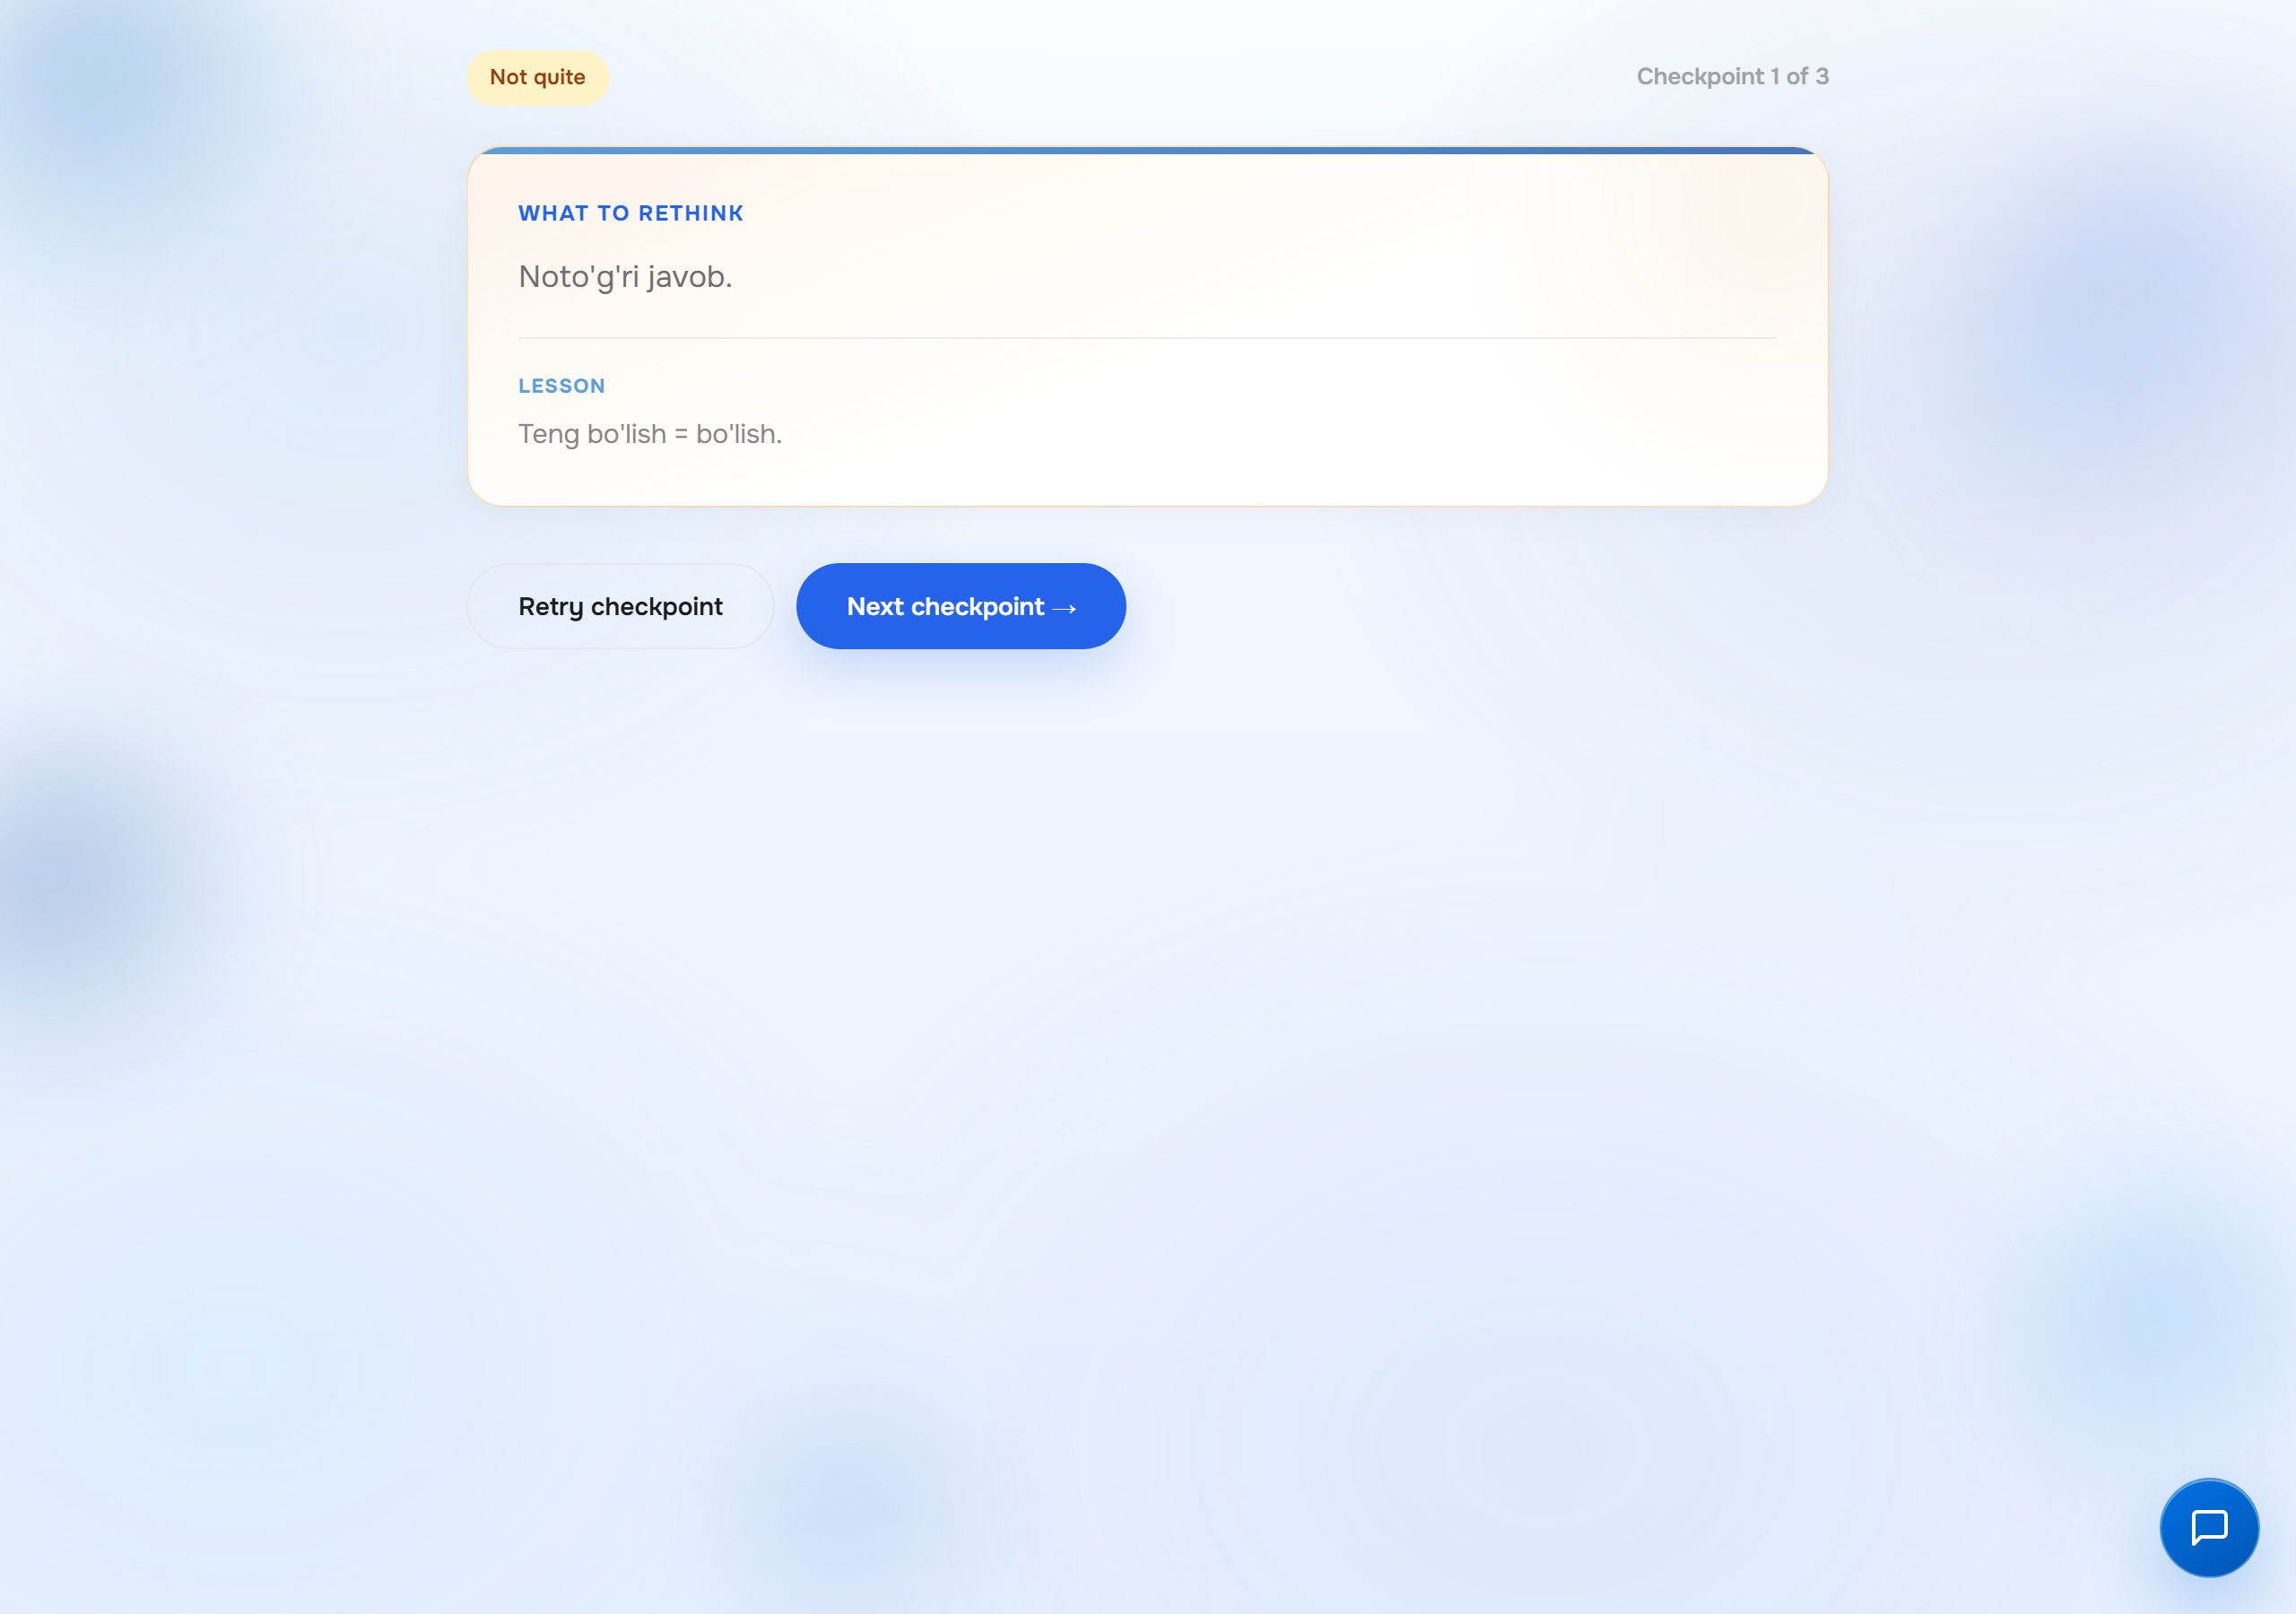 Not quite
Checkpoint 1 of 3
WHAT TO RETHINK
Noto'g'ri javob.
LESSON
Teng bo'lish = bo'lish.
Retry checkpoint
Next checkpoint →